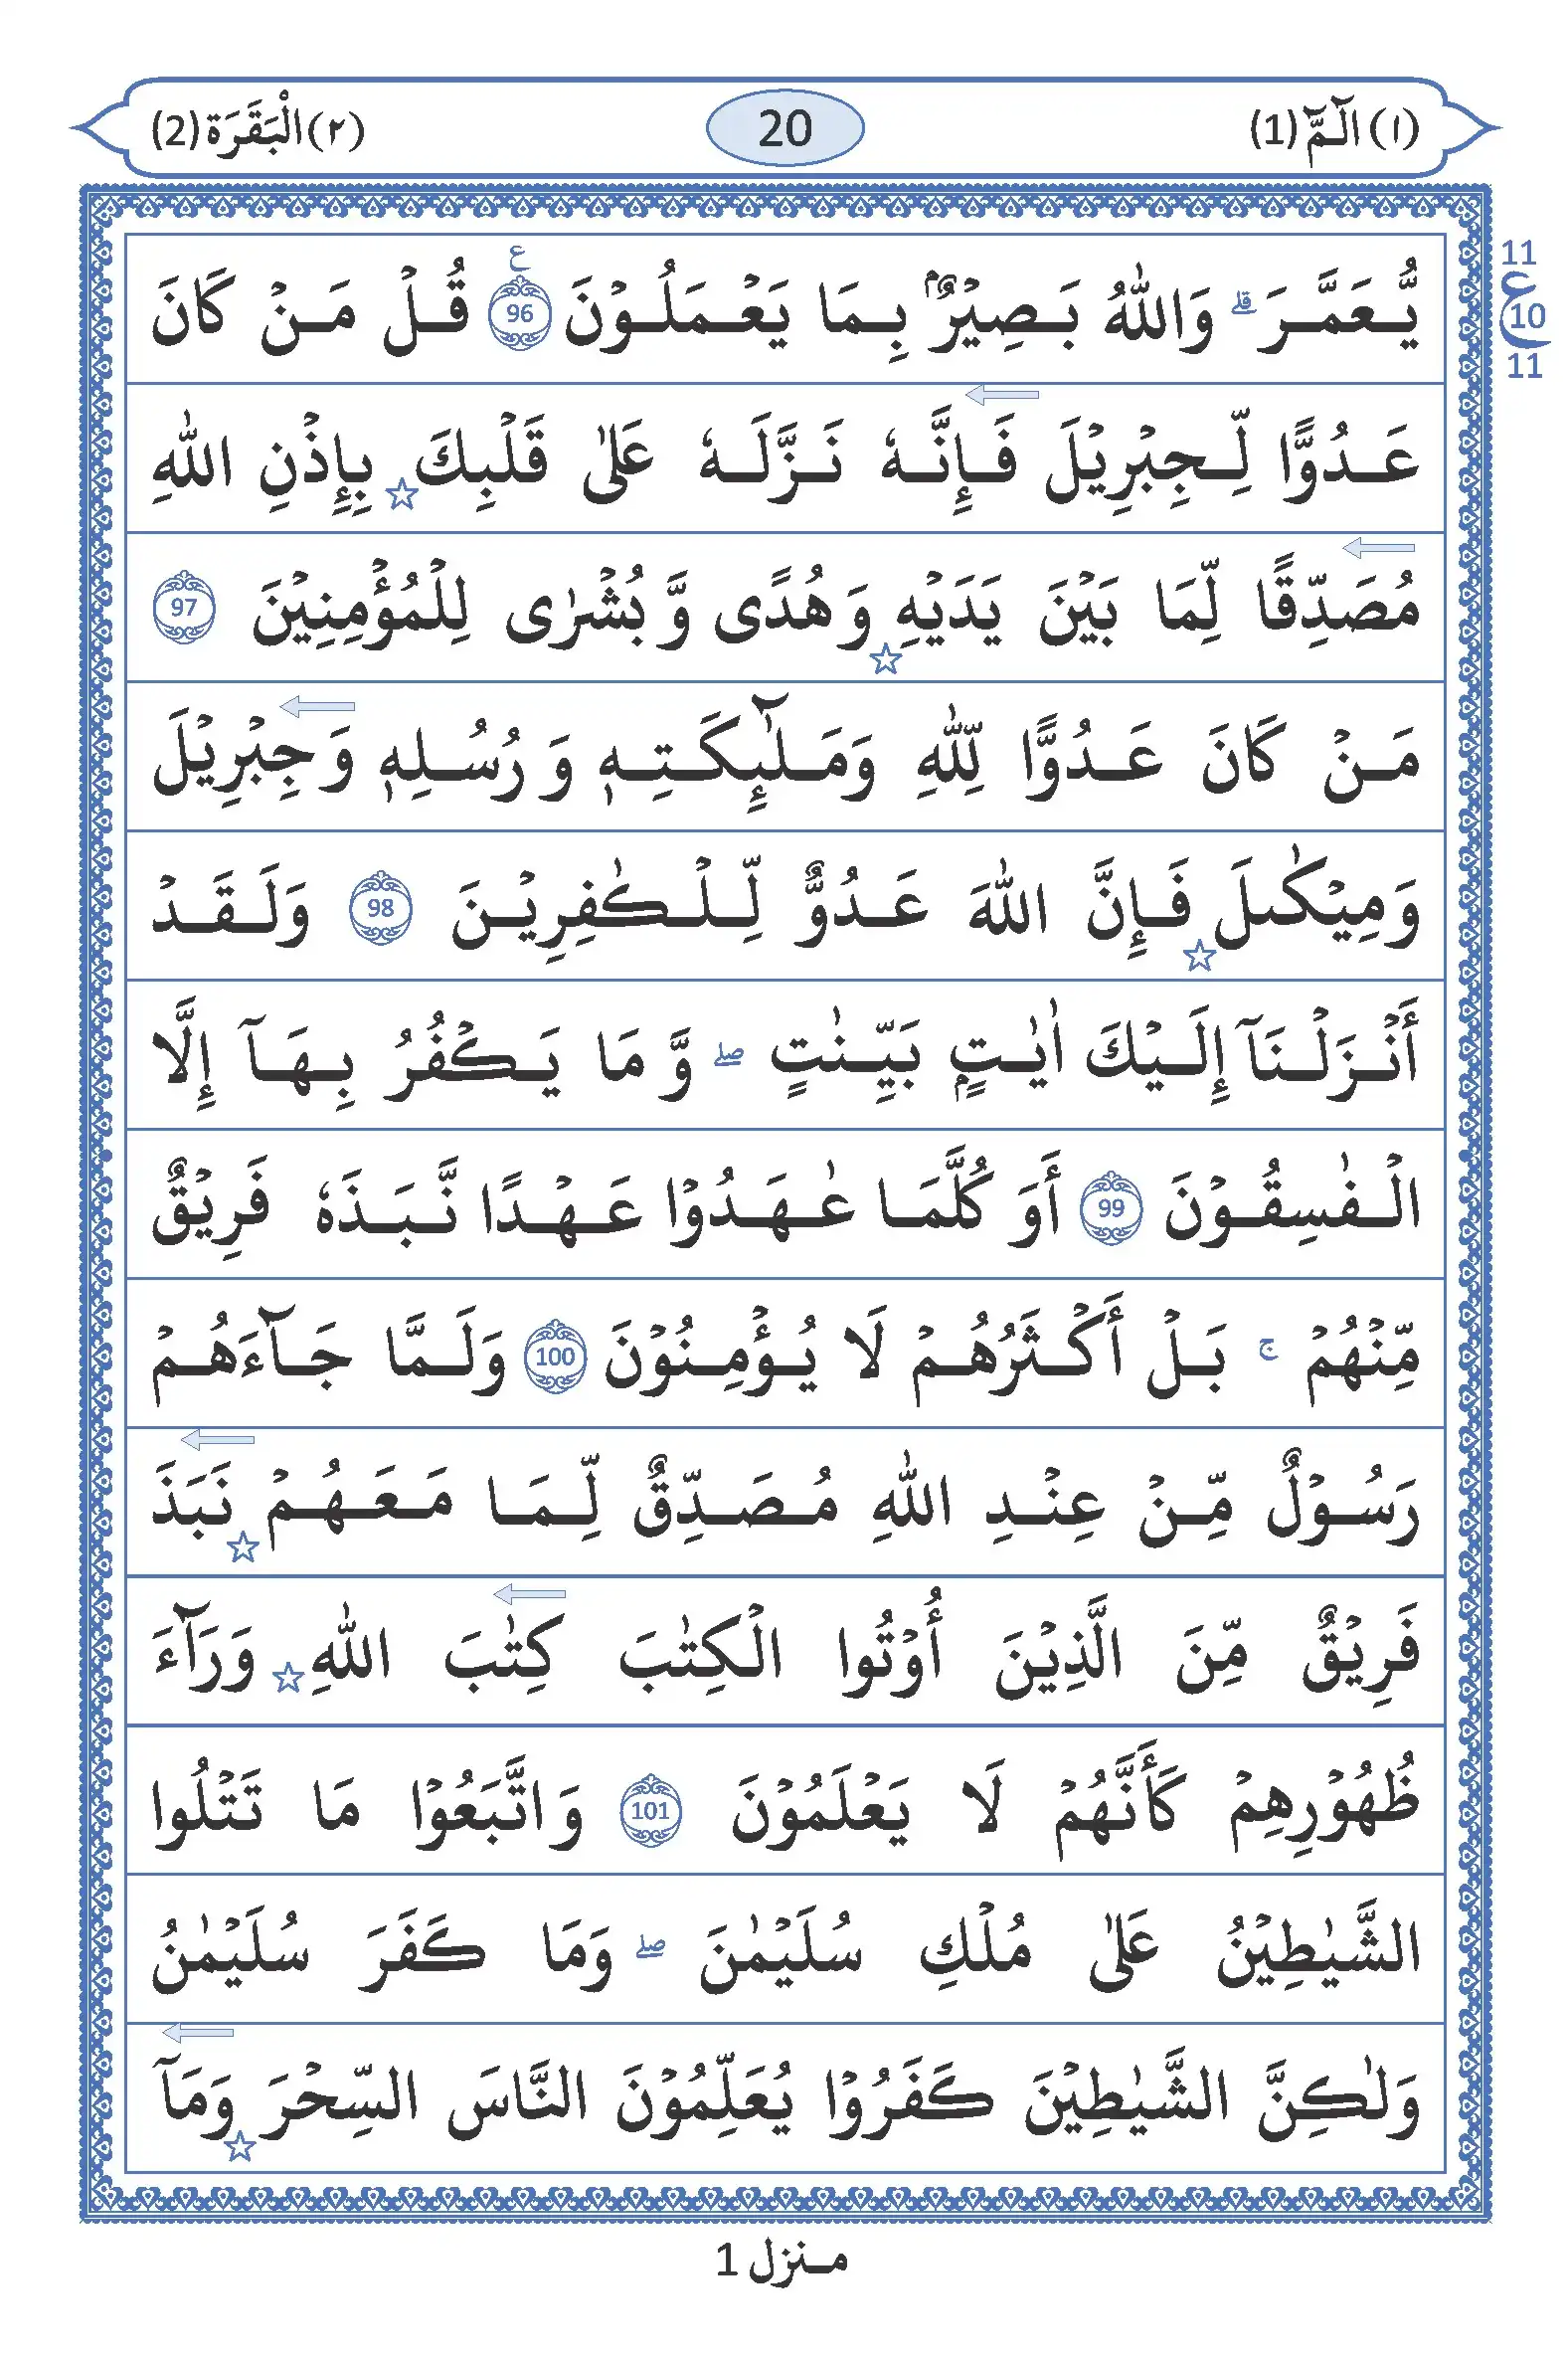 (١) الٓمّٓ (1)
20
(٢) الْبَقَرَة (2)
يُّعَمَّرَ ۗ وَاللّٰهُ بَصِيْرٌۢ بِمَا يَعْمَلُوْنَ 96 ع قُلْ مَنْ كَانَ
11
ع 10
11
عَدُوًّا لِّجِبْرِيْلَ فَإِنَّهٗ نَزَّلَهٗ عَلٰى قَلْبِكَ ☆ بِإِذْنِ اللّٰهِ
مُصَدِّقًا لِّمَا بَيْنَ يَدَيْهِ ☆ وَ هُدًى وَّ بُشْرٰى لِلْمُؤْمِنِيْنَ 97
مَنْ كَانَ عَدُوًّا لِّلّٰهِ وَمَلٰٓئِكَتِهٖ وَ رُسُلِهٖ وَ جِبْرِيْلَ
وَمِيْكٰىلَ ☆ فَإِنَّ اللّٰهَ عَدُوٌّ لِّلْكٰفِرِيْنَ 98 وَلَقَدْ
أَنْزَلْنَآ إِلَيْكَ اٰيٰتٍۭ بَيِّنٰتٍ ۖ وَّ مَا يَكْفُرُ بِهَآ إِلَّا
الْفٰسِقُوْنَ 99 أَوَ كُلَّمَا عٰهَدُوْا عَهْدًا نَّبَذَهٗ فَرِيْقٌ
مِّنْهُمْ ۚ بَلْ أَكْثَرُهُمْ لَا يُؤْمِنُوْنَ 100 وَلَمَّا جَآءَهُمْ
رَسُوْلٌ مِّنْ عِنْدِ اللّٰهِ مُصَدِّقٌ لِّمَا مَعَهُمْ ☆ نَبَذَ
فَرِيْقٌ مِّنَ الَّذِيْنَ أُوْتُوا الْكِتٰبَ كِتٰبَ اللّٰهِ ☆ وَرَآءَ
ظُهُوْرِهِمْ كَأَنَّهُمْ لَا يَعْلَمُوْنَ 101 وَاتَّبَعُوْا مَا تَتْلُوا
الشَّيٰطِيْنُ عَلٰى مُلْكِ سُلَيْمٰنَ ۖ وَمَا كَفَرَ سُلَيْمٰنُ
وَلٰكِنَّ الشَّيٰطِيْنَ كَفَرُوْا يُعَلِّمُوْنَ النَّاسَ السِّحْرَ ☆ وَمَآ
منزل 1